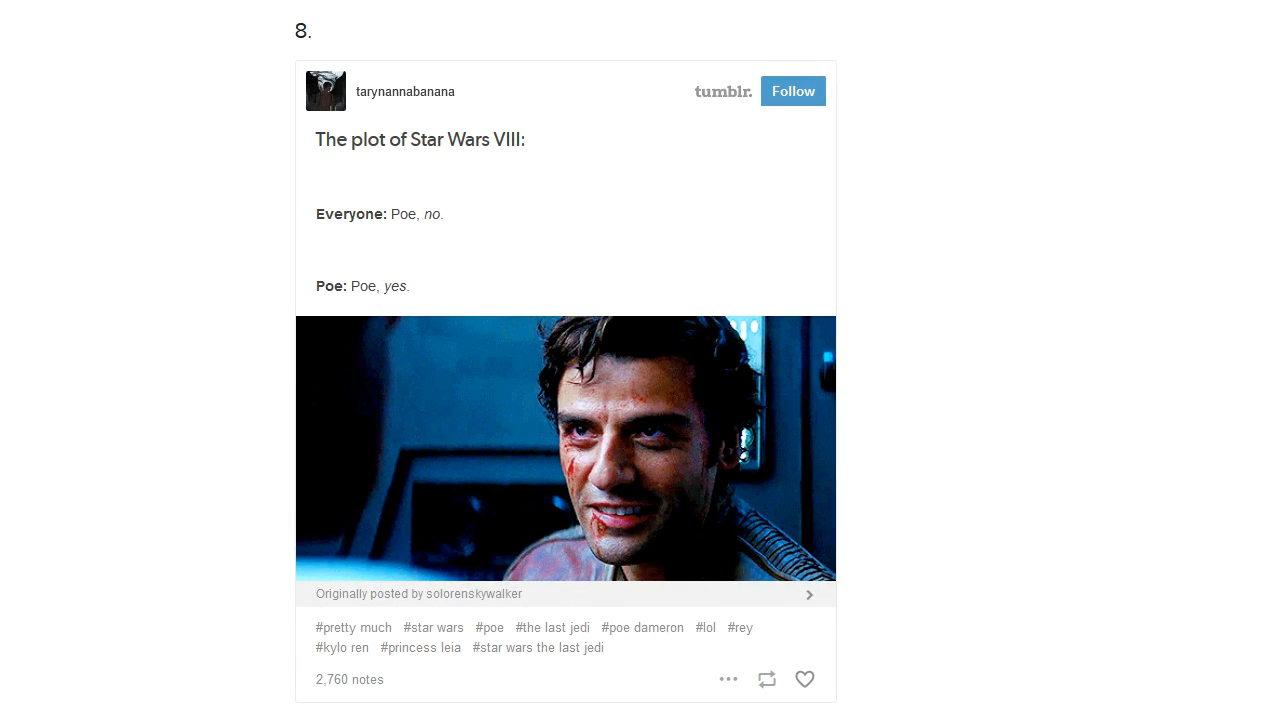 8.
tarynannabanana
tumblr.
Follow
The plot of Star Wars VIII:
Everyone: Poe, no.
Poe: Poe, yes.
Originally posted by solorenskywalker
#pretty much #star wars #poe #the last jedi #poe dameron #lol #rey
#kylo ren #princess leia #star wars the last jedi
2,760 notes